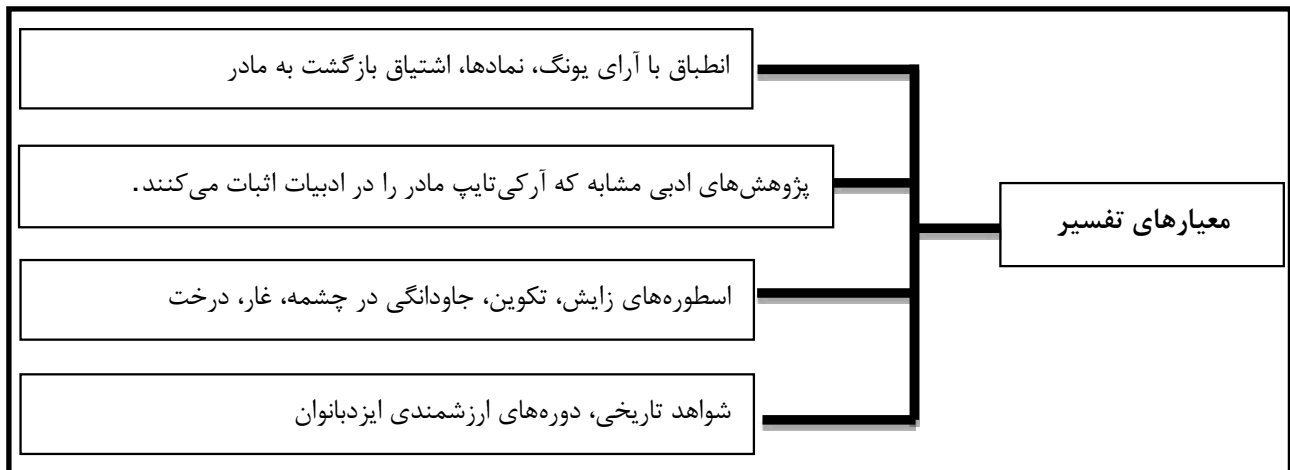 معیارهای تفسیر
انطباق با آرای یونگ، نمادها، اشتیاق بازگشت به مادر
پژوهش‌های ادبی مشابه که آرکی‌تایپ مادر را در ادبیات اثبات می‌کنند.
اسطوره‌های زایش، تکوین، جاودانگی در چشمه، غار، درخت
شواهد تاریخی، دوره‌های ارزشمندی ایزدبانوان